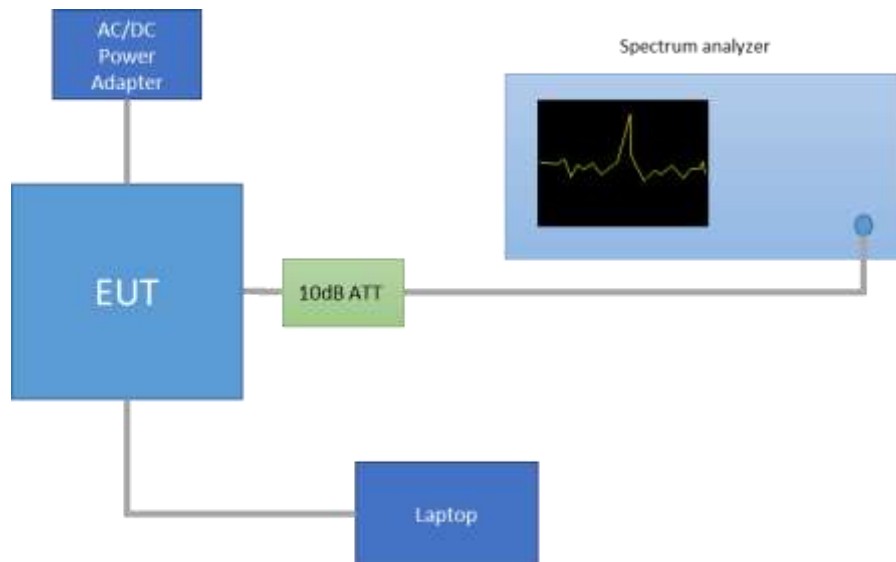 AC/DC
Power
Adapter
Spectrum analyzer
EUT
10dB ATT
Laptop